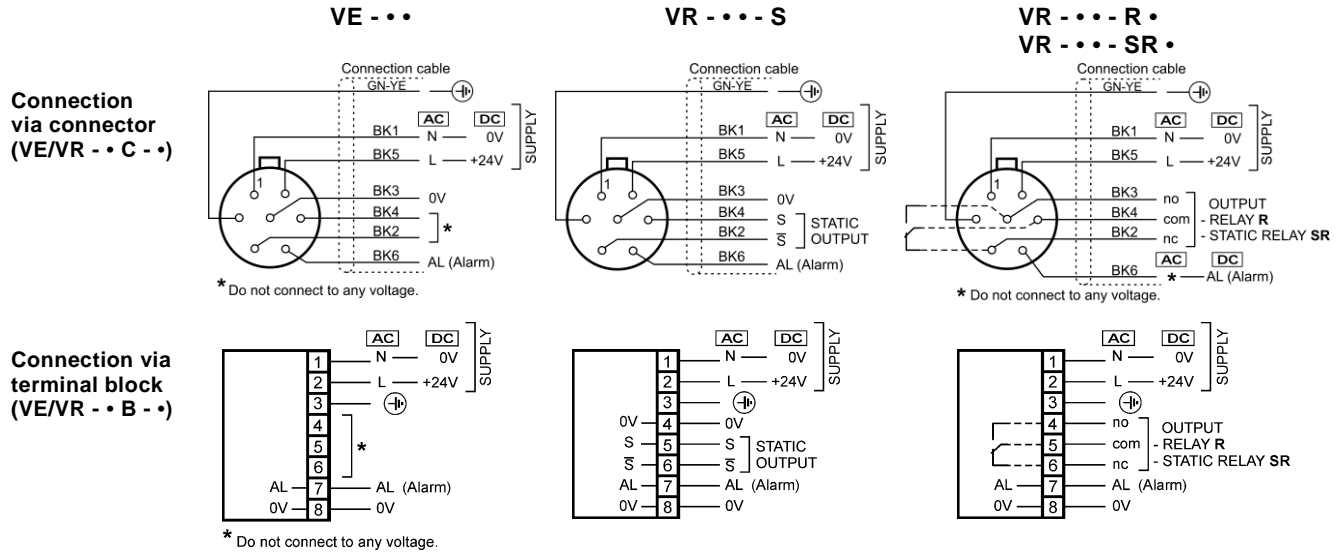 VE - • •
VR - • • - S
VR - • • • - R •
VR - • • • - SR •
Connection
via connector
(VE/VR - • C - •)
Connection cable
GN-YE
AC DC
BK1 N 0V
BK5 L +24V
SUPPLY
1
BK3 0V
BK4
BK2 *
BK6 AL (Alarm)
* Do not connect to any voltage.
Connection cable
GN-YE
AC DC
BK1 N 0V
BK5 L +24V
SUPPLY
1
BK3 0V
BK4 S STATIC
BK2 S̅ OUTPUT
BK6 AL (Alarm)
Connection cable
GN-YE
AC DC
BK1 N 0V
BK5 L +24V
SUPPLY
1
BK3 no OUTPUT
BK4 com - RELAY R
BK2 nc - STATIC RELAY SR
AC DC
BK6 * AL (Alarm)
* Do not connect to any voltage.
Connection via
terminal block
(VE/VR - • B - •)
AC DC
1 N 0V
2 L +24V
SUPPLY
3
4
5 *
6
AL 7 AL (Alarm)
0V 8 0V
* Do not connect to any voltage.
AC DC
1 N 0V
2 L +24V
SUPPLY
3
0V 4 0V
S 5 S STATIC
S̅ 6 S̅ OUTPUT
AL 7 AL (Alarm)
0V 8 0V
AC DC
1 N 0V
2 L +24V
SUPPLY
3
4 no OUTPUT
5 com - RELAY R
6 nc - STATIC RELAY SR
AL 7 AL (Alarm)
0V 8 0V